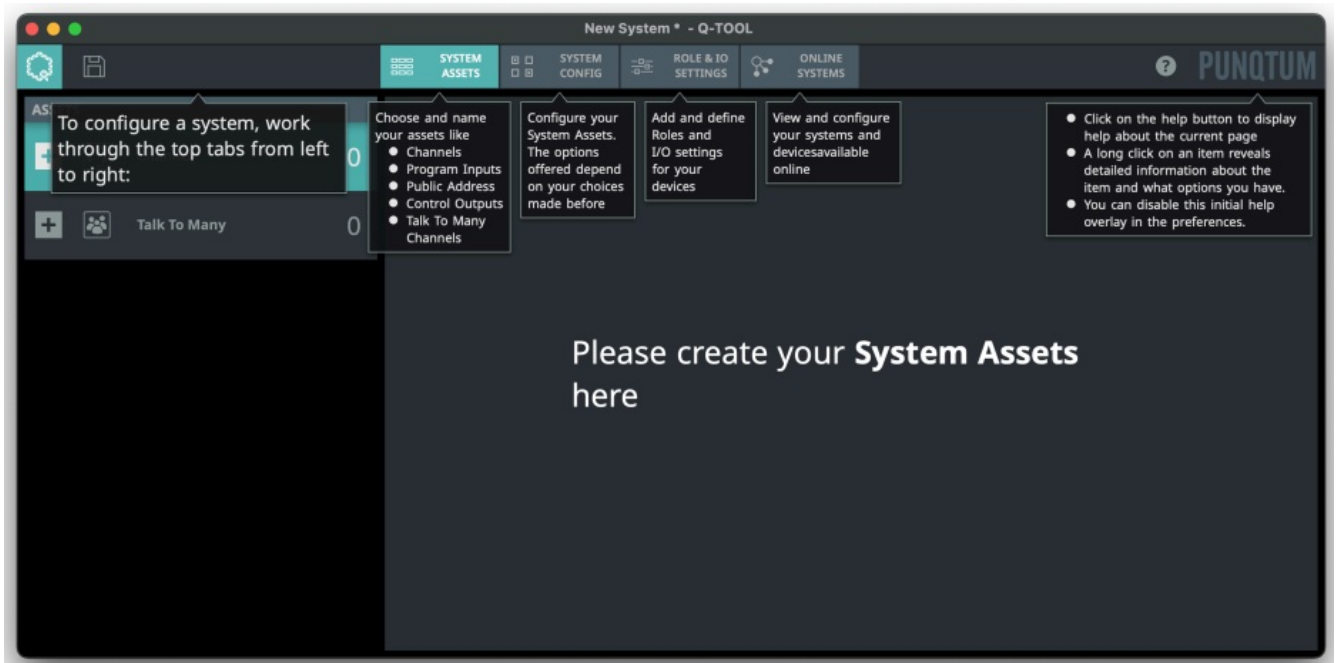 New System * - Q-TOOL
SYSTEM
ASSETS
SYSTEM
CONFIG
ROLE & IO
SETTINGS
ONLINE
SYSTEMS
?
PUNQTUM
AS
To configure a system, work
through the top tabs from left
to right:
0
Talk To Many
0
Choose and name
your assets like
● Channels
● Program Inputs
● Public Address
● Control Outputs
● Talk To Many
Channels
Configure your
System Assets.
The options
offered depend
on your choices
made before
Add and define
Roles and
I/O settings
for your
devices
View and configure
your systems and
devicesavailable
online
● Click on the help button to display
help about the current page
● A long click on an item reveals
detailed information about the
item and what options you have.
● You can disable this initial help
overlay in the preferences.
Please create your System Assets
here